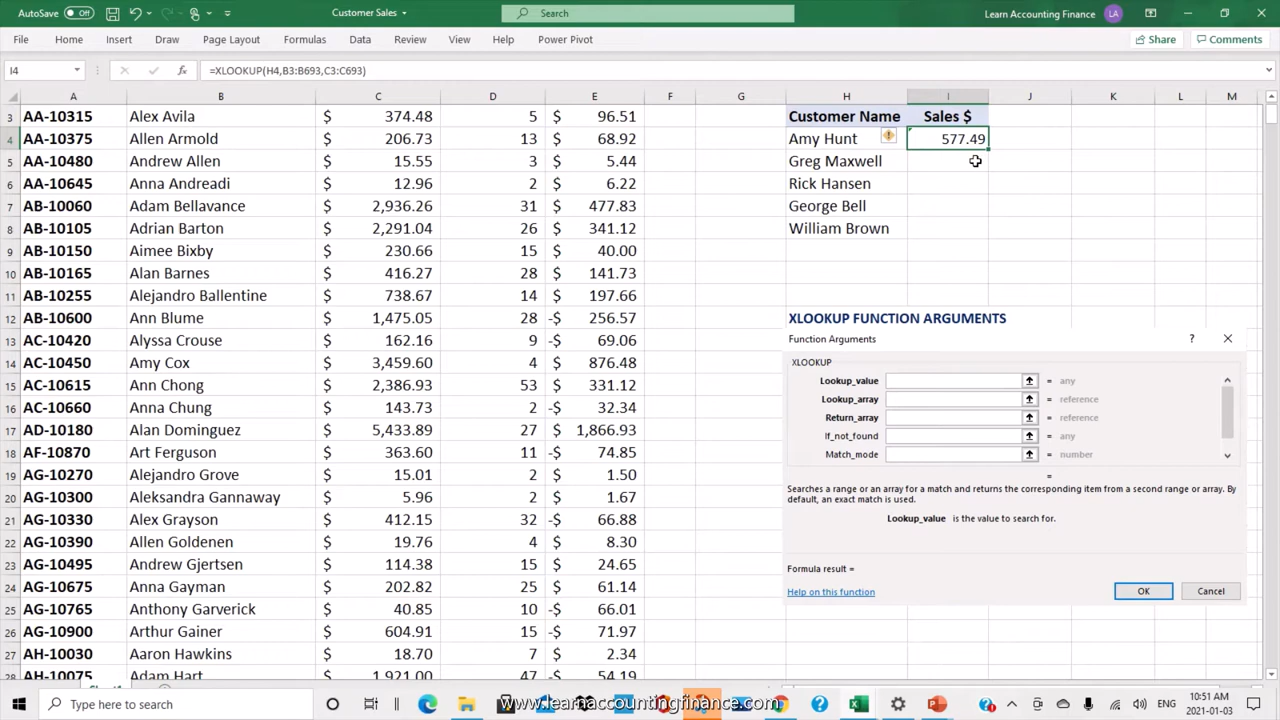 AutoSave Off Customer Sales Search Learn Accounting Finance LA
File Home Insert Draw Page Layout Formulas Data Review View Help Power Pivot Share Comments
I4 fx =XLOOKUP(H4,B3:B693,C3:C693)
A B C D E F G H I J K L M
3 AA-10315 Alex Avila $ 374.48 5 $ 96.51 Customer Name Sales $
4 AA-10375 Allen Armold $ 206.73 13 $ 68.92 Amy Hunt 577.49
5 AA-10480 Andrew Allen $ 15.55 3 $ 5.44 Greg Maxwell
6 AA-10645 Anna Andreadi $ 12.96 2 $ 6.22 Rick Hansen
7 AB-10060 Adam Bellavance $ 2,936.26 31 $ 477.83 George Bell
8 AB-10105 Adrian Barton $ 2,291.04 26 $ 341.12 William Brown
9 AB-10150 Aimee Bixby $ 230.66 15 $ 40.00
10 AB-10165 Alan Barnes $ 416.27 28 $ 141.73
11 AB-10255 Alejandro Ballentine $ 738.67 14 $ 197.66
12 AB-10600 Ann Blume $ 1,475.05 28 -$ 256.57 XLOOKUP FUNCTION ARGUMENTS
13 AC-10420 Alyssa Crouse $ 162.16 9 -$ 69.06 Function Arguments ?
14 AC-10450 Amy Cox $ 3,459.60 4 $ 876.48 XLOOKUP
15 AC-10615 Ann Chong $ 2,386.93 53 $ 331.12 Lookup_value = any
16 AC-10660 Anna Chung $ 143.73 2 -$ 32.34 Lookup_array = reference
17 AD-10180 Alan Dominguez $ 5,433.89 27 $ 1,866.93 Return_array = reference
18 AF-10870 Art Ferguson $ 363.60 11 -$ 74.85 If_not_found = any
19 AG-10270 Alejandro Grove $ 15.01 2 $ 1.50 Match_mode = number
=
20 AG-10300 Aleksandra Gannaway $ 5.96 2 $ 1.67 Searches a range or an array for a match and returns the corresponding item from a second range or array. By
default, an exact match is used.
21 AG-10330 Alex Grayson $ 412.15 32 -$ 66.88 Lookup_value is the value to search for.
22 AG-10390 Allen Goldenen $ 19.76 4 $ 8.30
23 AG-10495 Andrew Gjertsen $ 114.38 15 $ 24.65 Formula result =
24 AG-10675 Anna Gayman $ 202.82 25 $ 61.14 Help on this function OK Cancel
25 AG-10765 Anthony Garverick $ 40.85 10 -$ 66.01
26 AG-10900 Arthur Gainer $ 604.91 15 -$ 71.97
27 AH-10030 Aaron Hawkins $ 18.70 7 $ 2.34
28 AH-10075 Adam Hart $ 1,921.00 47 -$ 54.19
Sheet1
Type here to search www.learnaccountingfinance.com ENG 10:51 AM
2021-01-03